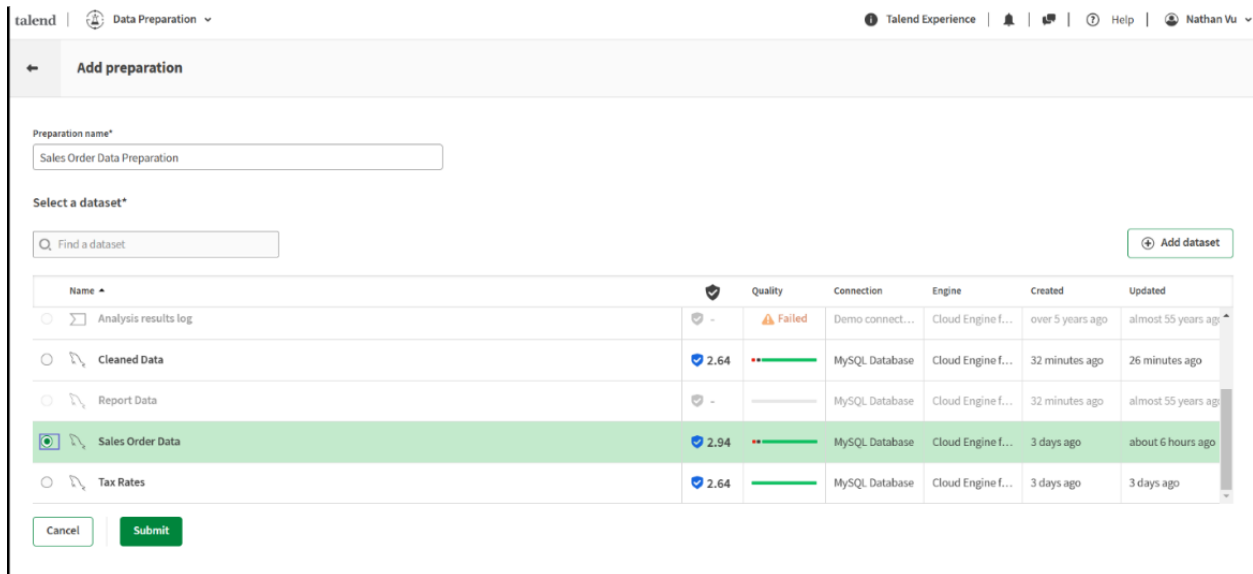 talend Data Preparation Talend Experience Help Nathan Vu
Add preparation
Preparation name*
Sales Order Data Preparation
Select a dataset*
Find a dataset Add dataset
Name Quality Connection Engine Created Updated
Analysis results log - Failed Demo connect... Cloud Engine f... over 5 years ago almost 55 years ago
Cleaned Data 2.64 MySQL Database Cloud Engine f... 32 minutes ago 26 minutes ago
Report Data - MySQL Database Cloud Engine f... 32 minutes ago almost 55 years ago
Sales Order Data 2.94 MySQL Database Cloud Engine f... 3 days ago about 6 hours ago
Tax Rates 2.64 MySQL Database Cloud Engine f... 3 days ago 3 days ago
Cancel Submit